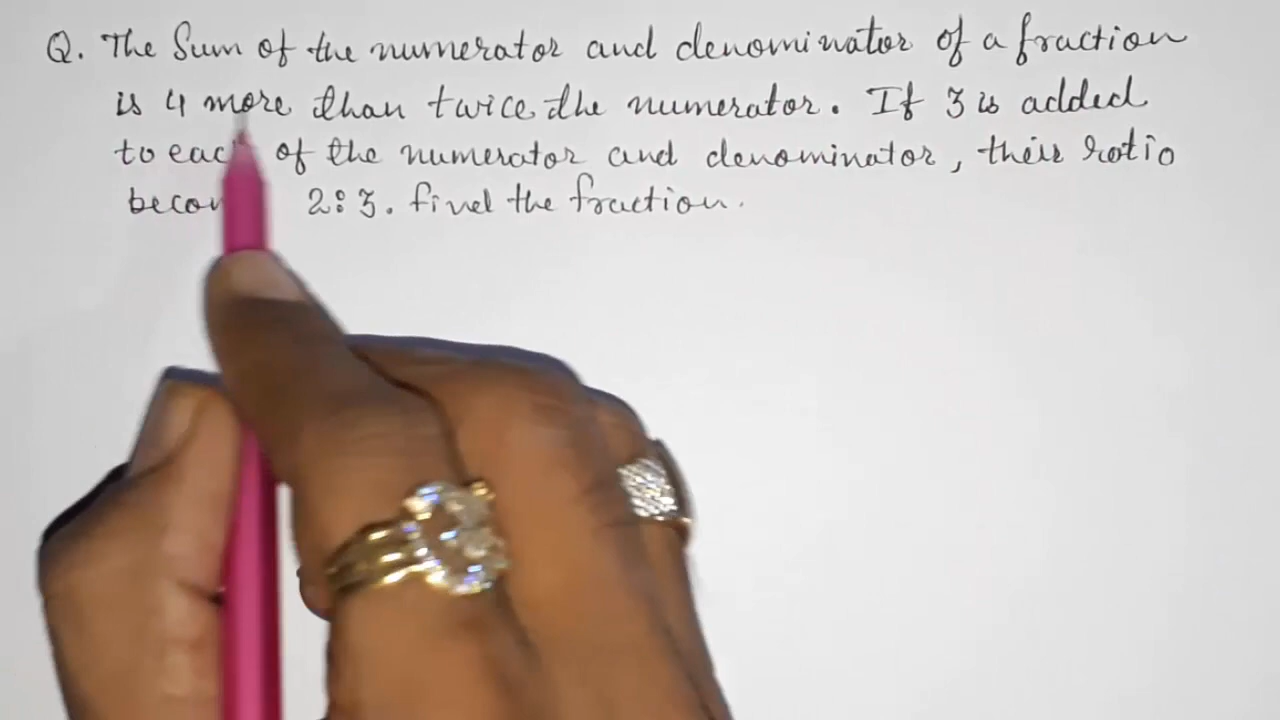 Q. The Sum of the numerator and denominator of a fraction
is 4 more than twice the numerator. If 3 is added
to each of the numerator and denominator, their ratio
2:3. find the fraction.